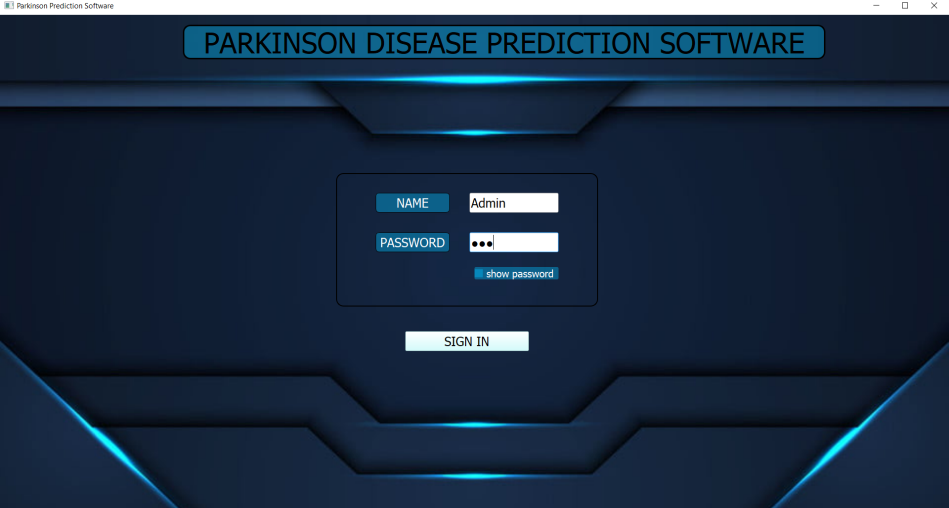 Parkinson Prediction Software
PARKINSON DISEASE PREDICTION SOFTWARE
NAME Admin
PASSWORD ●●●
show password
SIGN IN